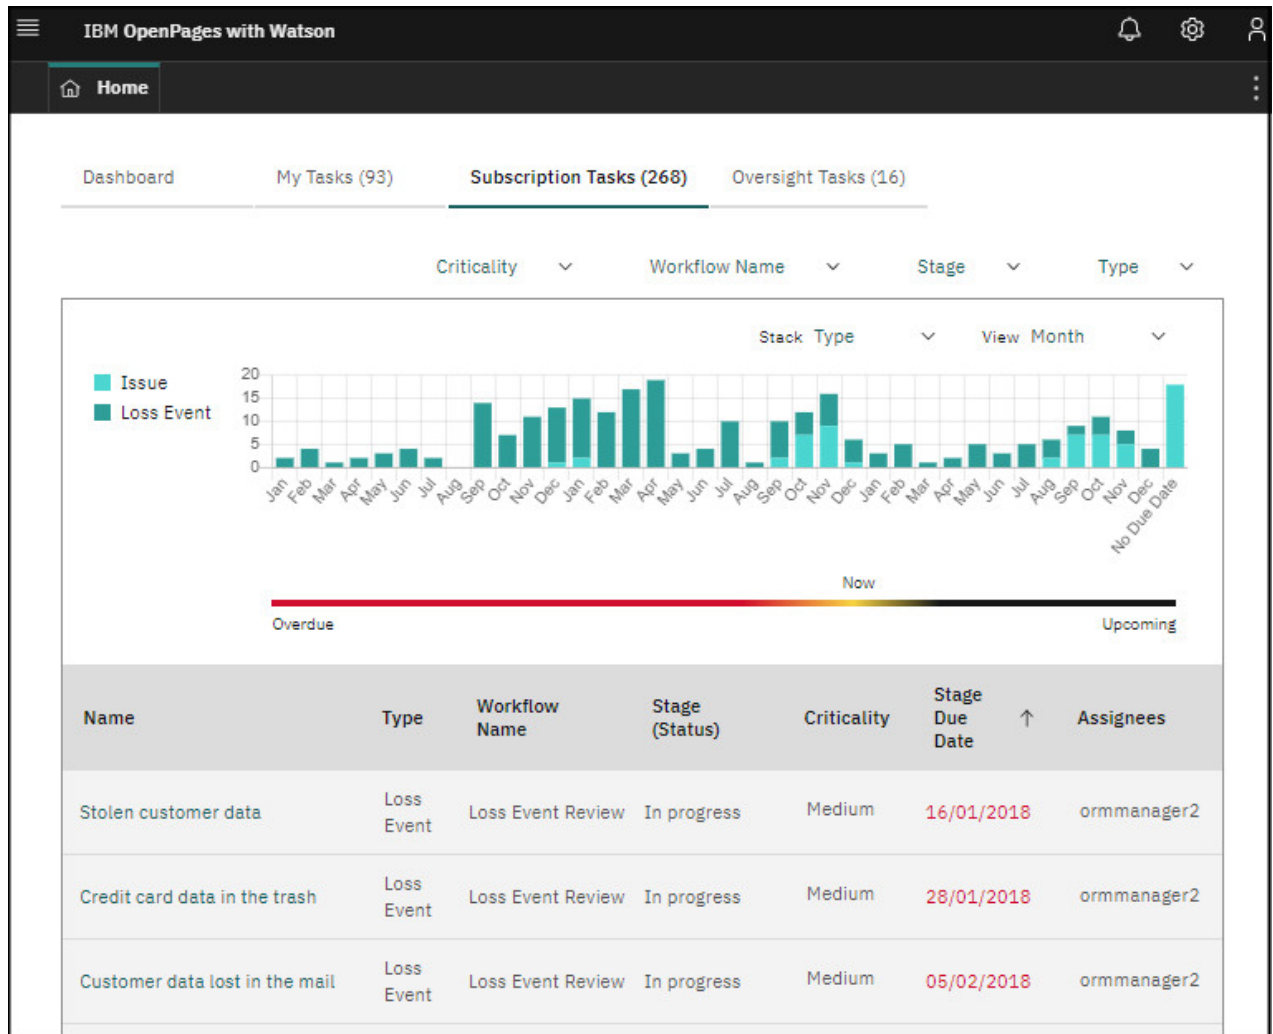 IBM OpenPages with Watson
Home
Dashboard My Tasks (93) Subscription Tasks (268) Oversight Tasks (16)
Criticality Workflow Name Stage Type
Stack Type View Month
Issue
Loss Event
20
15
10
5
0
Jan Feb Mar Apr May Jun Jul Aug Sep Oct Nov Dec Jan Feb Mar Apr May Jun Jul Aug Sep Oct Nov Dec Jan Feb Mar Apr May Jun Jul Aug Sep Oct Nov Dec No Due Date
Now
Overdue Upcoming
Name Type Workflow Name Stage (Status) Criticality Stage Due Date Assignees
Stolen customer data Loss Event Loss Event Review In progress Medium 16/01/2018 ormmanager2
Credit card data in the trash Loss Event Loss Event Review In progress Medium 28/01/2018 ormmanager2
Customer data lost in the mail Loss Event Loss Event Review In progress Medium 05/02/2018 ormmanager2